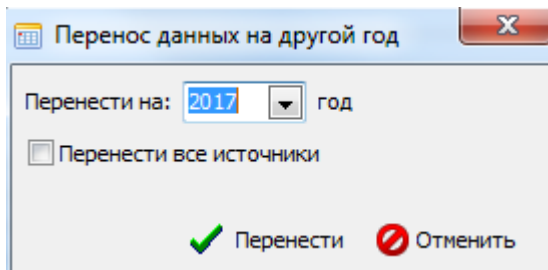 Перенос данных на другой год
Перенести на: 2017 год
Перенести все источники
Перенести Отменить